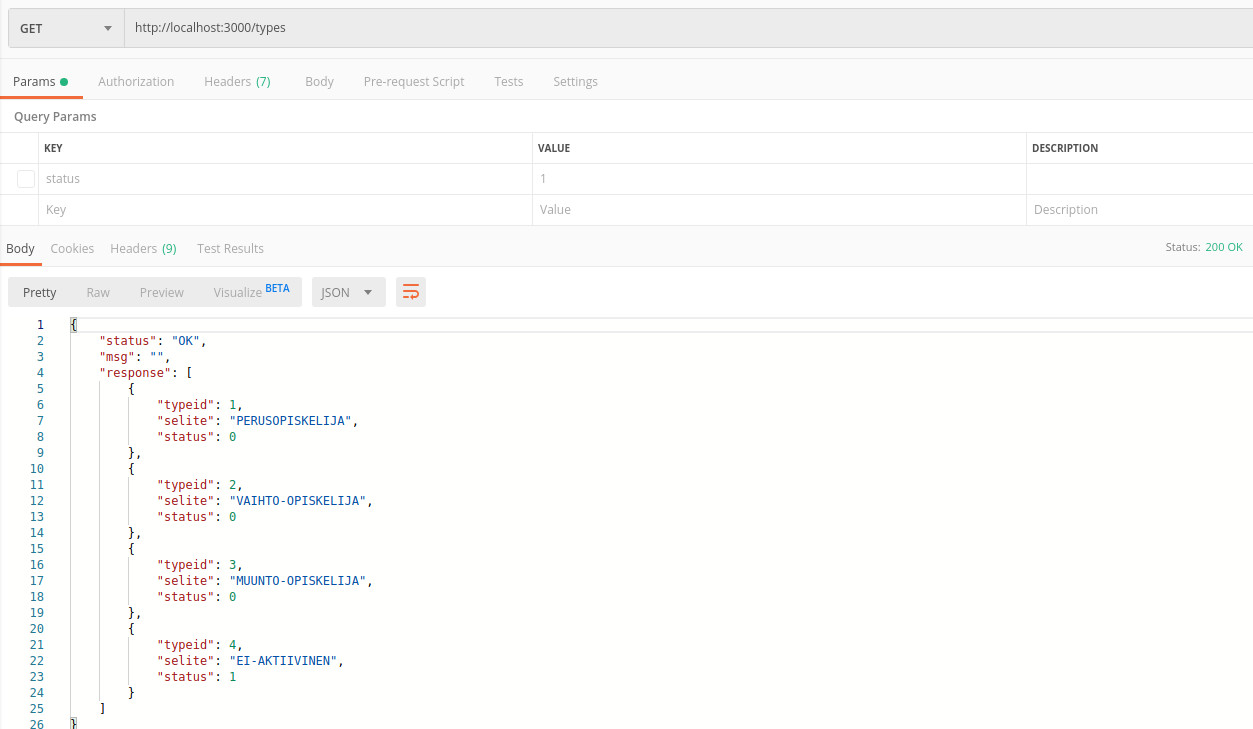 GET http://localhost:3000/types
Params Authorization Headers (7) Body Pre-request Script Tests Settings
Query Params
KEY VALUE DESCRIPTION
status 1
Key Value Description
Body Cookies Headers (9) Test Results Status: 200 OK
Pretty Raw Preview Visualize BETA JSON
1 {
2 "status": "OK",
3 "msg": "",
4 "response": [
5 {
6 "typeid": 1,
7 "selite": "PERUSOPISKELIJA",
8 "status": 0
9 },
10 {
11 "typeid": 2,
12 "selite": "VAIHTO-OPISKELIJA",
13 "status": 0
14 },
15 {
16 "typeid": 3,
17 "selite": "MUUNTO-OPISKELIJA",
18 "status": 0
19 },
20 {
21 "typeid": 4,
22 "selite": "EI-AKTIIVINEN",
23 "status": 1
24 }
25 ]
26 }